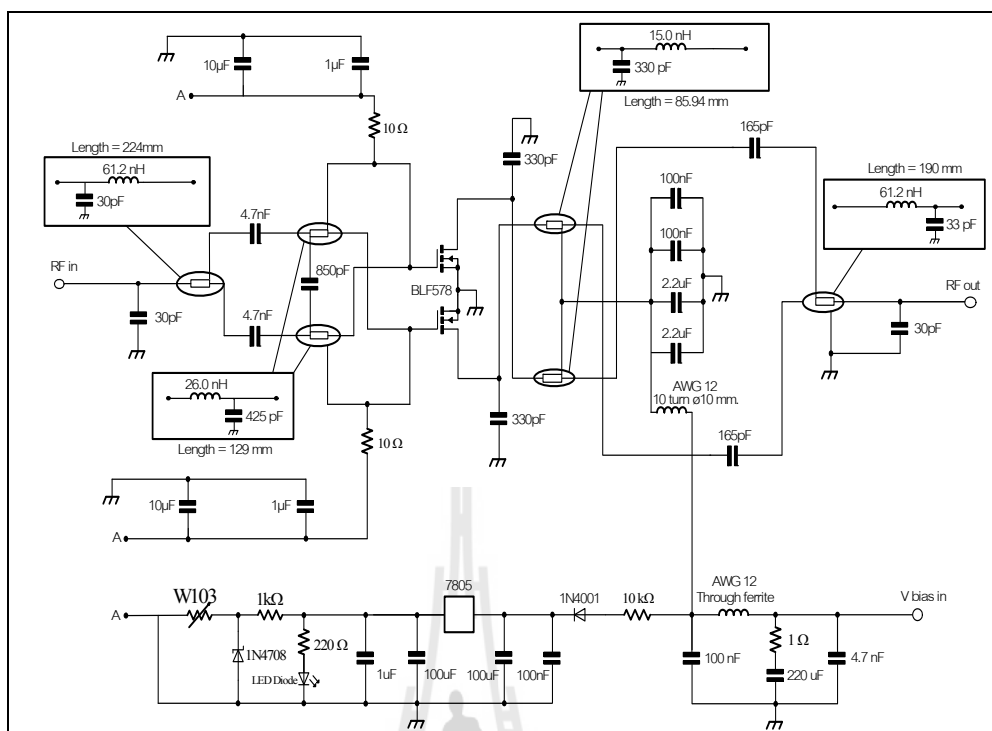 15.0 nH
330 pF
Length = 85.94 mm
10µF
1µF
A
10 Ω
Length = 224mm
61.2 nH
30pF
165pF
Length = 190 mm
61.2 nH
33 pF
330pF
100nF
4.7nF
850pF
100nF
RF in
BLF578
RF out
30pF
4.7nF
2.2uF
30pF
2.2uF
26.0 nH
425 pF
Length = 129 mm
AWG 12
10 turn ø10 mm.
330pF
10 Ω
165pF
10µF
1µF
A
7805
AWG 12
Through ferrite
W103
1kΩ
1N4001
10 kΩ
V bias in
A
220 Ω
1N4708
LED Diode
1uF
100uF
100uF
100nF
100 nF
1 Ω
220 uF
4.7 nF